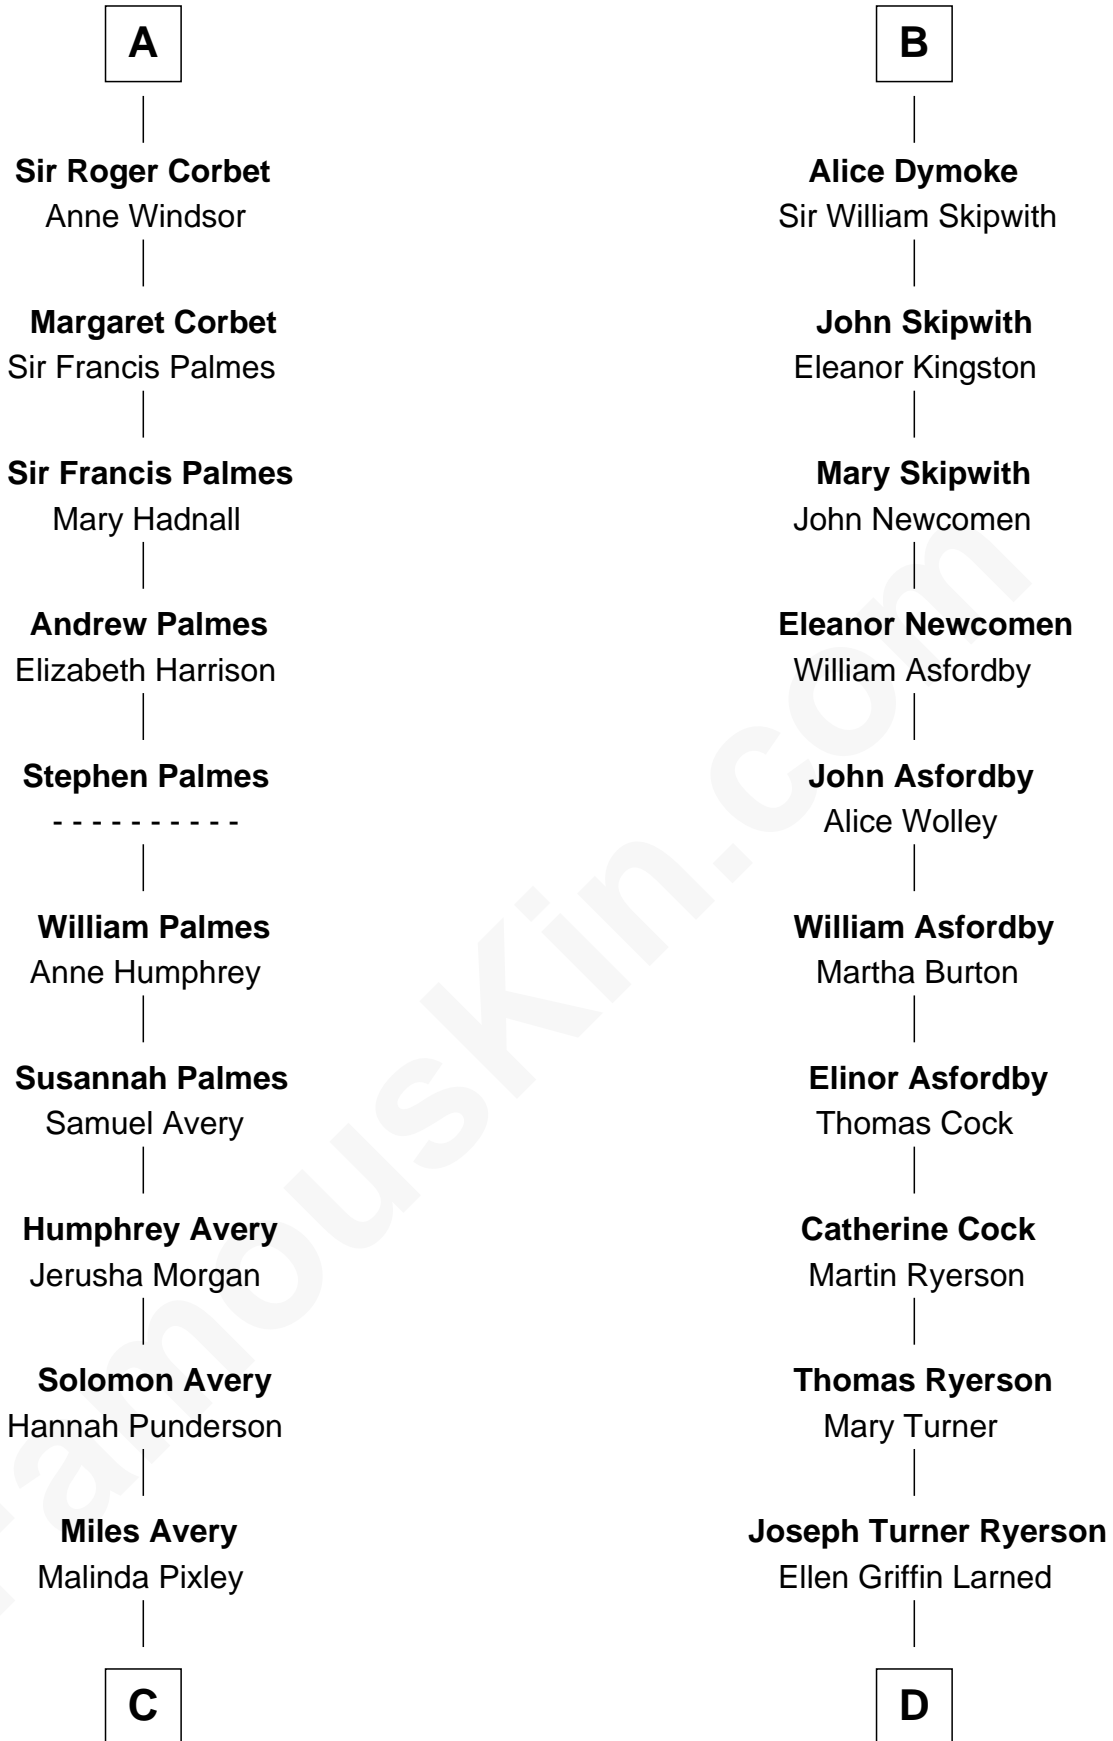 A
Sir Roger Corbet
Anne Windsor
Margaret Corbet
Sir Francis Palmes
Sir Francis Palmes
Mary Hadnall
Andrew Palmes
Elizabeth Harrison
Stephen Palmes
- - - - - - - - - -
William Palmes
Anne Humphrey
Susannah Palmes
Samuel Avery
Humphrey Avery
Jerusha Morgan
Solomon Avery
Hannah Punderson
Miles Avery
Malinda Pixley
C
B
Alice Dymoke
Sir William Skipwith
John Skipwith
Eleanor Kingston
Mary Skipwith
John Newcomen
Eleanor Newcomen
William Asfordby
John Asfordby
Alice Wolley
William Asfordby
Martha Burton
Elinor Asfordby
Thomas Cock
Catherine Cock
Martin Ryerson
Thomas Ryerson
Mary Turner
Joseph Turner Ryerson
Ellen Griffin Larned
D
FamousKin.com